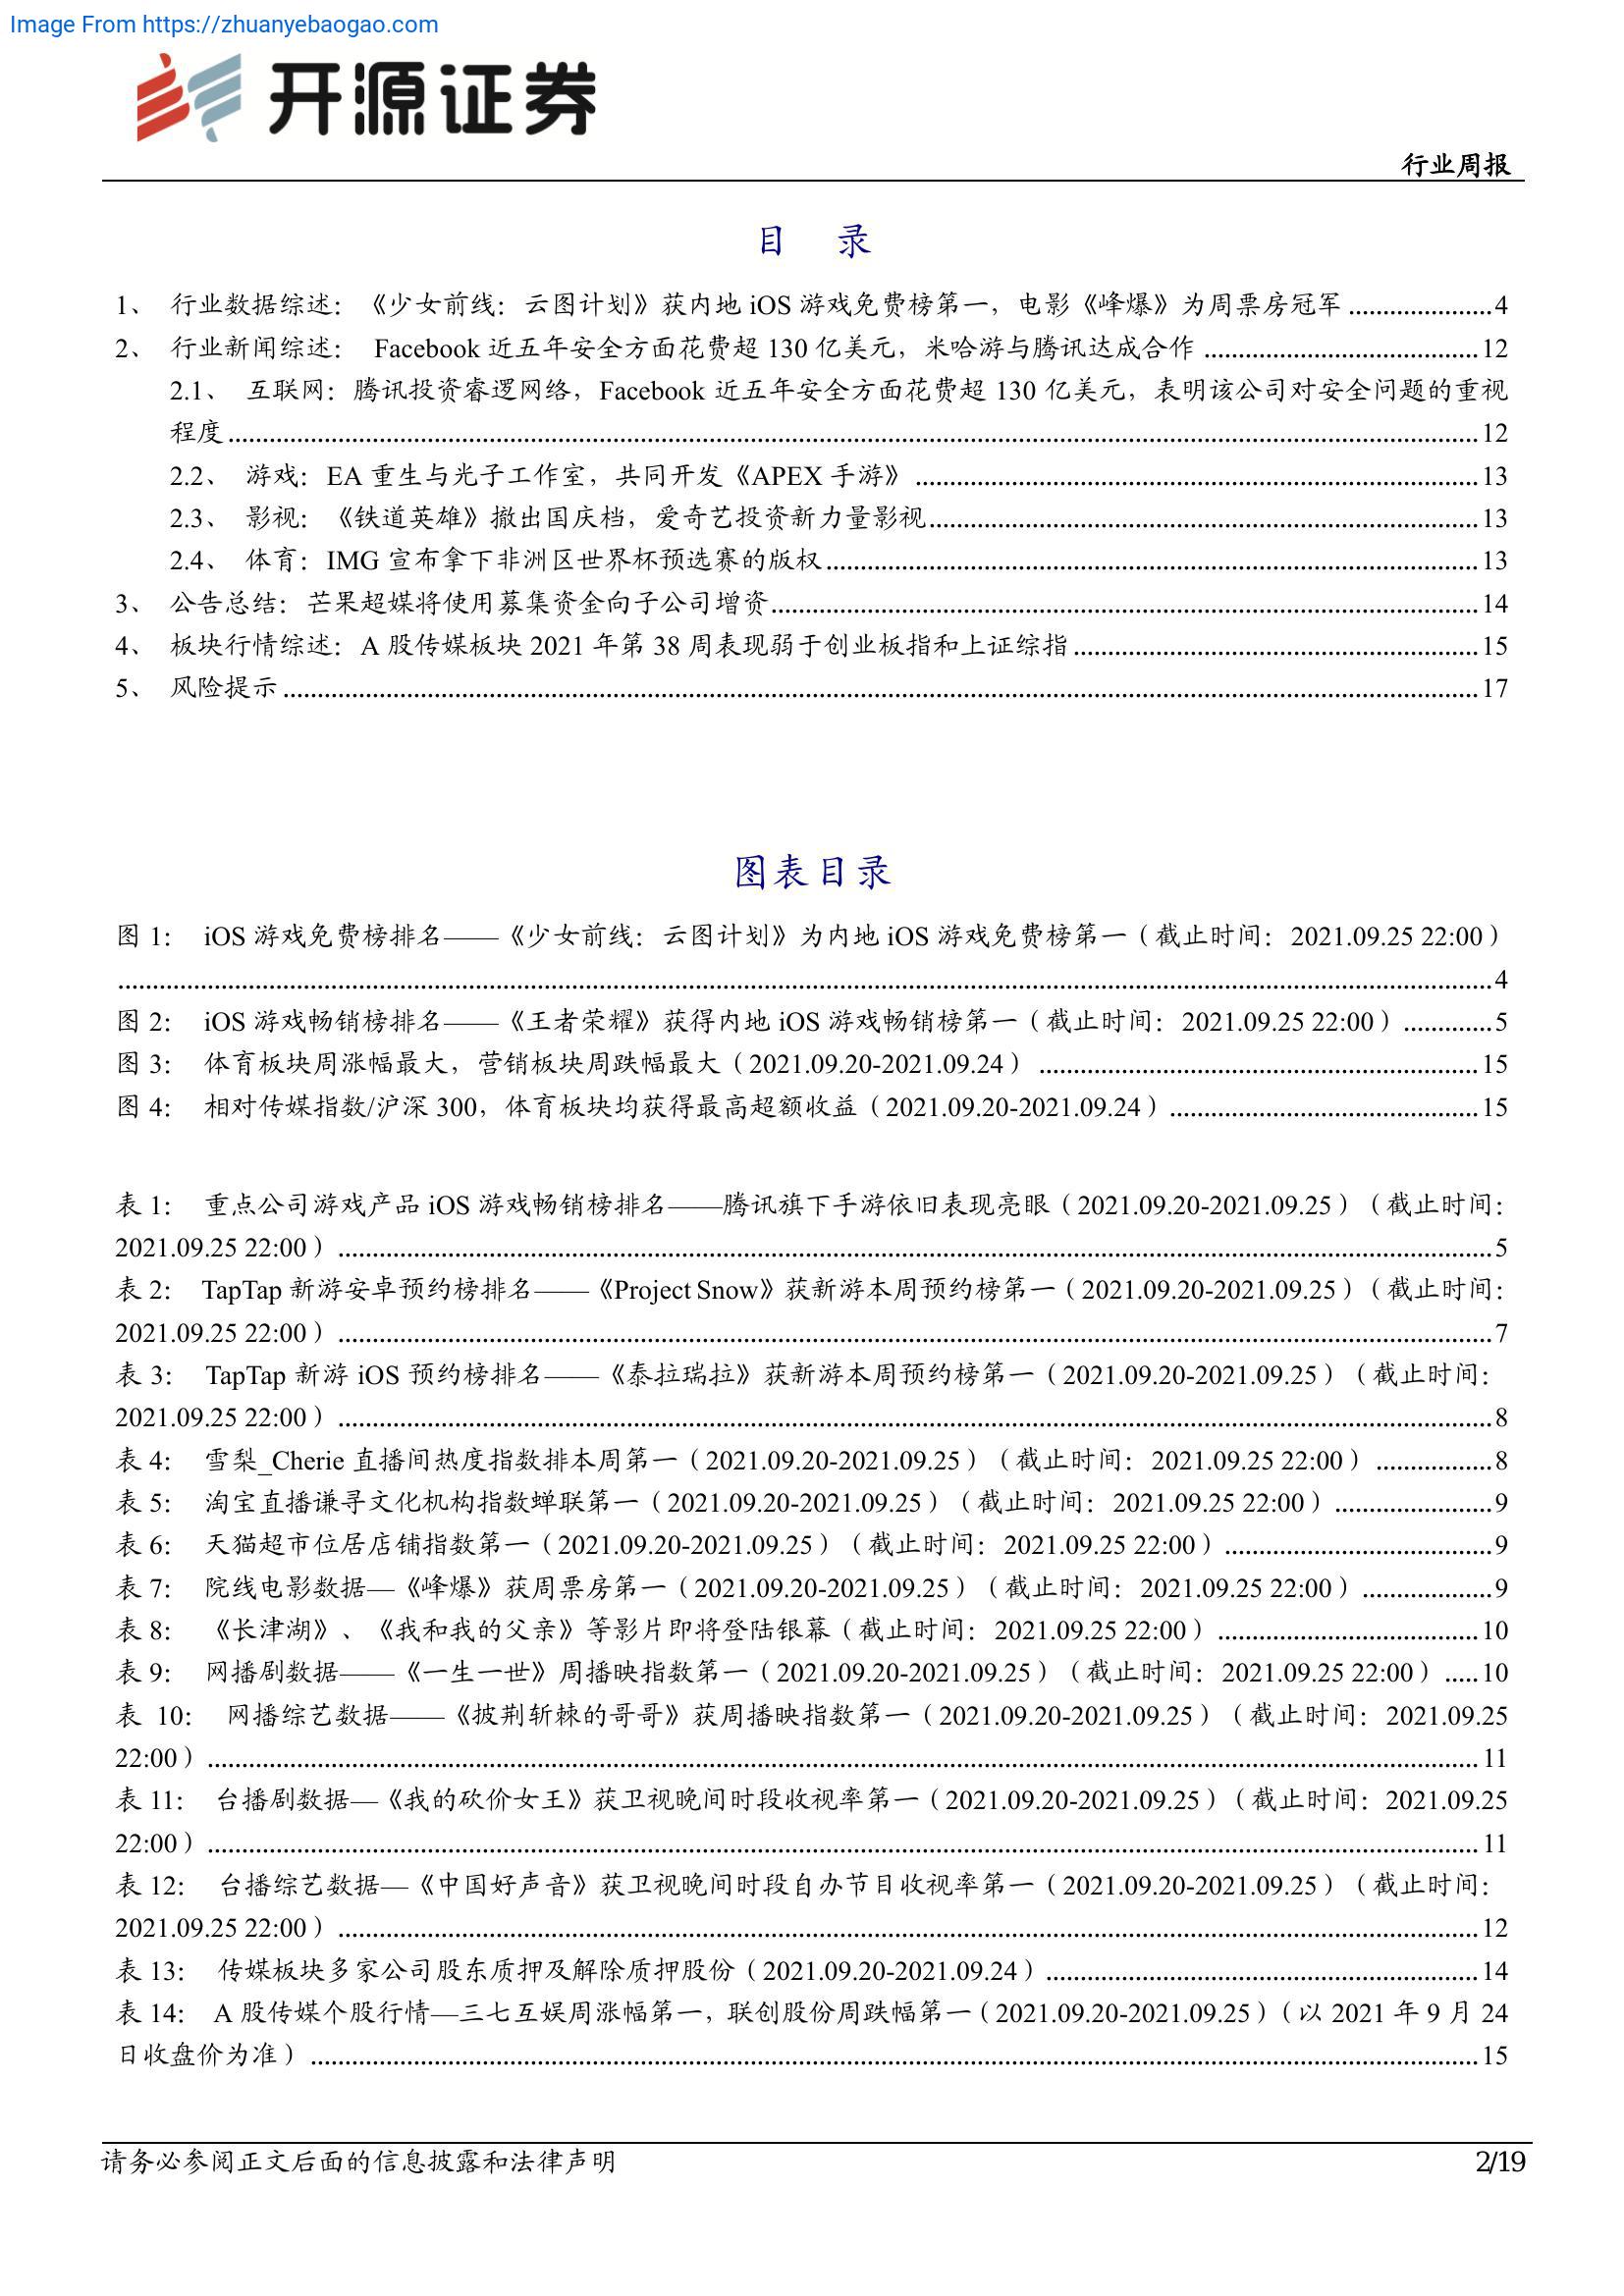 Image From https://zhuanyebaogao.com
开源证券
行业周报
目 录
1、 行业数据综述：《少女前线：云图计划》获内地 iOS 游戏免费榜第一，电影《峰爆》为周票房冠军 ..................... 4
2、 行业新闻综述： Facebook 近五年安全方面花费超 130 亿美元，米哈游与腾讯达成合作 ........................................ 12
2.1、 互联网：腾讯投资睿逻网络，Facebook 近五年安全方面花费超 130 亿美元，表明该公司对安全问题的重视
程度 ........................................ 12
2.2、 游戏：EA 重生与光子工作室，共同开发《APEX 手游》 ........................................ 13
2.3、 影视：《铁道英雄》撤出国庆档，爱奇艺投资新力量影视 ........................................ 13
2.4、 体育：IMG 宣布拿下非洲区世界杯预选赛的版权 ........................................ 13
3、 公告总结：芒果超媒将使用募集资金向子公司增资 ........................................ 14
4、 板块行情综述：A 股传媒板块 2021 年第 38 周表现弱于创业板指和上证综指 ........................................ 15
5、 风险提示 ........................................ 17
图表目录
图 1： iOS 游戏免费榜排名——《少女前线：云图计划》为内地 iOS 游戏免费榜第一（截止时间：2021.09.25 22:00）
........................................ 4
图 2： iOS 游戏畅销榜排名——《王者荣耀》获得内地 iOS 游戏畅销榜第一（截止时间：2021.09.25 22:00） ............. 5
图 3： 体育板块周涨幅最大，营销板块周跌幅最大（2021.09.20-2021.09.24） ........................................ 15
图 4： 相对传媒指数/沪深 300，体育板块均获得最高超额收益（2021.09.20-2021.09.24） ........................................ 15
表 1： 重点公司游戏产品 iOS 游戏畅销榜排名——腾讯旗下手游依旧表现亮眼（2021.09.20-2021.09.25）（截止时间：
2021.09.25 22:00） ........................................ 5
表 2： TapTap 新游安卓预约榜排名——《Project Snow》获新游本周预约榜第一（2021.09.20-2021.09.25）（截止时间：
2021.09.25 22:00） ........................................ 7
表 3： TapTap 新游 iOS 预约榜排名——《泰拉瑞拉》获新游本周预约榜第一（2021.09.20-2021.09.25）（截止时间：
2021.09.25 22:00） ........................................ 8
表 4： 雪梨_Cherie 直播间热度指数排本周第一（2021.09.20-2021.09.25）（截止时间：2021.09.25 22:00） ................. 8
表 5： 淘宝直播谦寻文化机构指数蝉联第一（2021.09.20-2021.09.25）（截止时间：2021.09.25 22:00） ....................... 9
表 6： 天猫超市位居店铺指数第一（2021.09.20-2021.09.25）（截止时间：2021.09.25 22:00） ........................................ 9
表 7： 院线电影数据—《峰爆》获周票房第一（2021.09.20-2021.09.25）（截止时间：2021.09.25 22:00） ................... 9
表 8： 《长津湖》、《我和我的父亲》等影片即将登陆银幕（截止时间：2021.09.25 22:00） ...................................... 10
表 9： 网播剧数据——《一生一世》周播映指数第一（2021.09.20-2021.09.25）（截止时间：2021.09.25 22:00） ..... 10
表 10： 网播综艺数据——《披荆斩棘的哥哥》获周播映指数第一（2021.09.20-2021.09.25）（截止时间：2021.09.25
22:00） ........................................ 11
表 11： 台播剧数据—《我的砍价女王》获卫视晚间时段收视率第一（2021.09.20-2021.09.25）（截止时间：2021.09.25
22:00） ........................................ 11
表 12： 台播综艺数据—《中国好声音》获卫视晚间时段自办节目收视率第一（2021.09.20-2021.09.25）（截止时间：
2021.09.25 22:00） ........................................ 12
表 13： 传媒板块多家公司股东质押及解除质押股份（2021.09.20-2021.09.24） ........................................ 14
表 14： A 股传媒个股行情—三七互娱周涨幅第一，联创股份周跌幅第一（2021.09.20-2021.09.25）（以 2021 年 9 月 24
日收盘价为准） ........................................ 15
请务必参阅正文后面的信息披露和法律声明
2/19